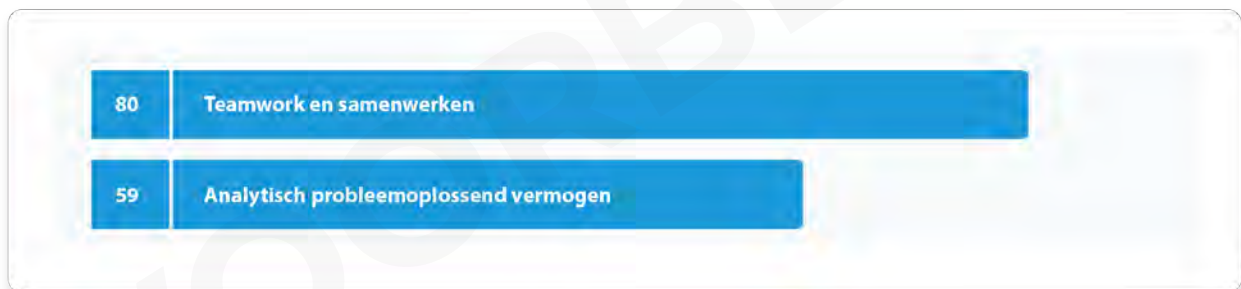 80 Teamwork en samenwerken
59 Analytisch probleemoplossend vermogen